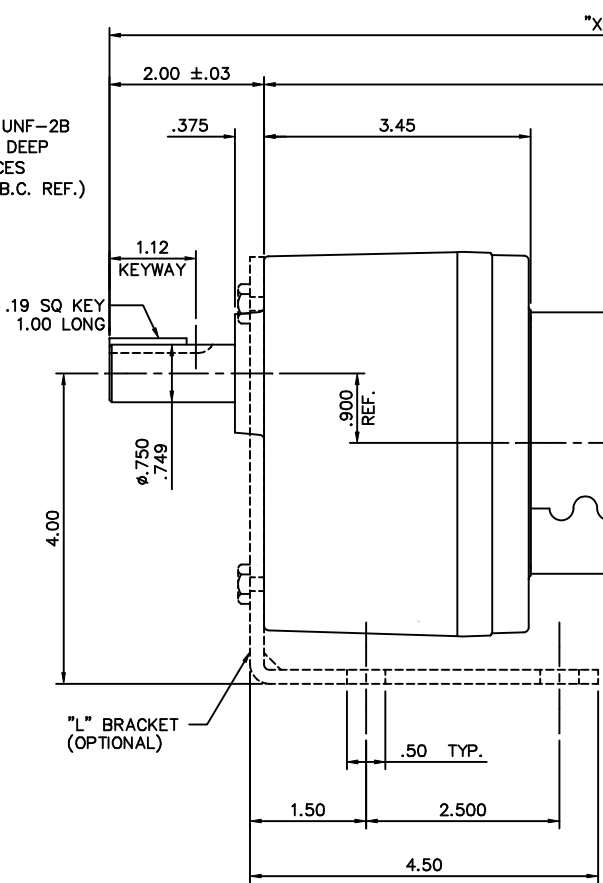 "X
2.00 ±.03
UNF-2B
DEEP
B.C. REF.)
.375
3.45
1.12
KEYWAY
.19 SQ KEY
1.00 LONG
.900
REF.
ø.750
.749
4.00
"L" BRACKET
(OPTIONAL)
.50 TYP.
1.50
2.500
4.50